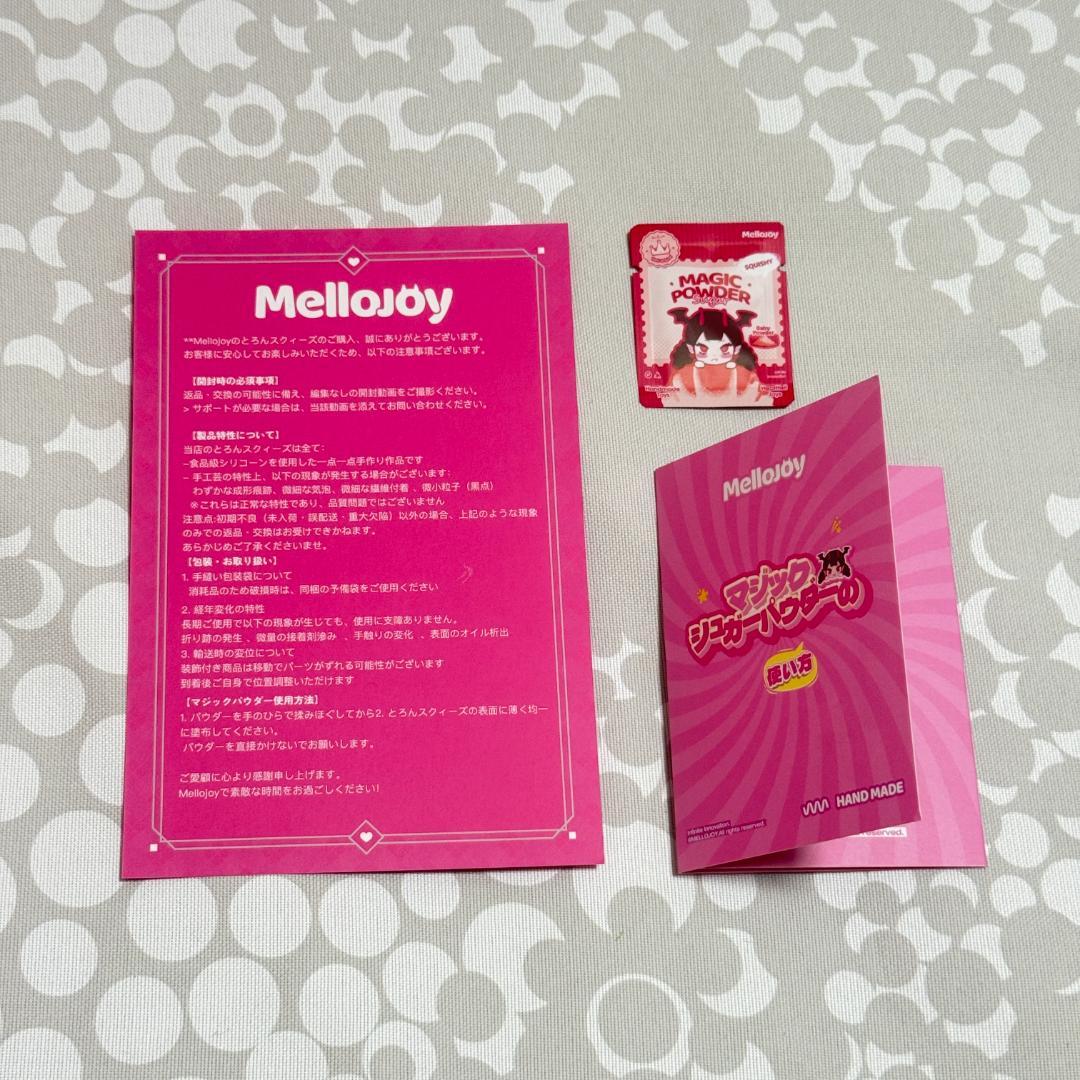 Mellojoy
**Mellojoyのとろんスクィーズのご購入、誠にありがとうございます。
お客様に安心してお楽しみいただくため、以下の注意事項ございます。
【開封時の必須事項】
返品・交換の可能性に備え、編集なしの開封動画をご撮影ください。
> サポートが必要な場合は、当該動画を添えてお問い合わせください。
【製品特性について】
当店のとろんスクィーズは全て:
-食品級シリコーンを使用した一点一点手作り作品です
- 手工芸の特性上、以下の現象が発生する場合がございます:
わずかな成形痕跡、微細な気泡、微細な繊維付着 、微小粒子（黒点）
※これらは正常な特性であり、品質問題ではございません
注意点:初期不良（未入荷・誤配送・重大欠陥）以外の場合、上記のような現象
のみでの返品・交換はお受けできかねます。
あらかじめご了承くださいませ。
【包装・お取り扱い】
1. 手縫い包装袋について
消耗品のため破損時は、同梱の予備袋をご使用ください
2. 経年変化の特性
長期ご使用で以下の現象が生じても、使用に支障ありません。
折り跡の発生 、微量の接着剤滲み 、手触りの変化 、表面のオイル析出
3. 輸送時の変位について
装飾付き商品は移動でパーツがずれる可能性がございます
到着後ご自身で位置調整いただけます
【マジックパウダー使用方法】
1. パウダーを手のひらで揉みほぐしてから2. とろんスクィーズの表面に薄く均一
に塗布してください。
パウダーを直接かけないでお願いします。
ご愛顧に心より感謝申し上げます。
Mellojoyで素敵な時間をお過ごしください!
Mellojoy
SQUISHY
MAGIC
POWDER
Sugar
Baby
Powder
Handmade
Toys
Handmade
Toys
Mellojoy
マジック
シュガーパウダーの
使い方
HAND MADE
Infinite Innovation.
©MELLOJOY.All rights reserved.
reserved.